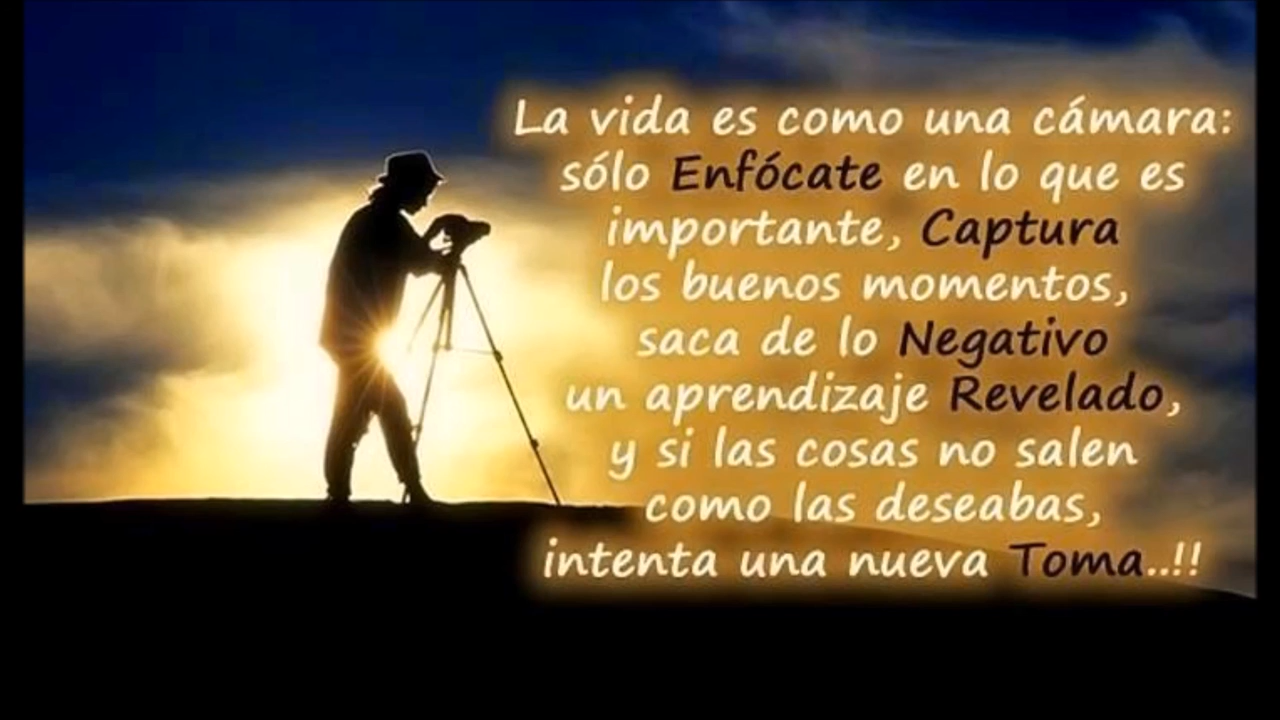 La vida es como una cámara:
sólo Enfócate en lo que es
importante, Captura
los buenos momentos,
saca de lo Negativo
un aprendizaje Revelado,
y si las cosas no salen
como las deseabas,
intenta una nueva Toma..!!